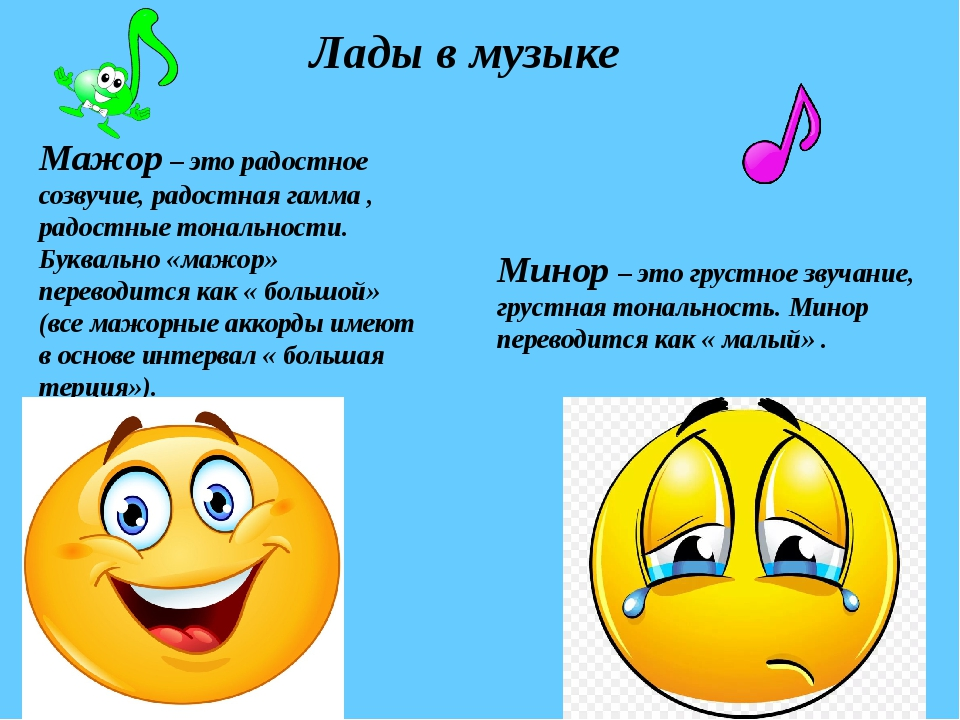 Лады в музыке
Мажор – это радостное
созвучие, радостная гамма ,
радостные тональности.
Буквально «мажор»
переводится как « большой»
(все мажорные аккорды имеют
в основе интервал « большая
терция»).
Минор – это грустное звучание,
грустная тональность. Минор
переводится как « малый» .